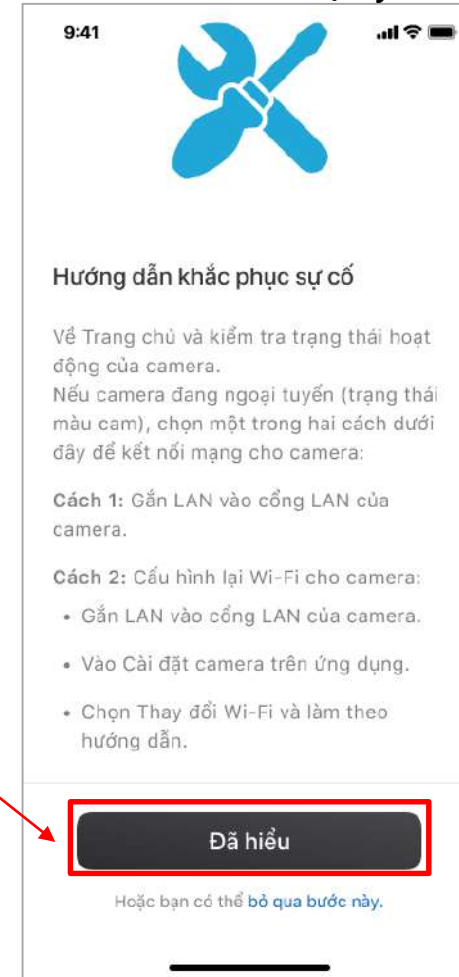 9:41
Hướng dẫn khắc phục sự cố
Về Trang chủ và kiểm tra trạng thái hoạt
động của camera.
Nếu camera đang ngoại tuyến (trạng thái
màu cam), chọn một trong hai cách dưới
đây để kết nối mạng cho camera:
Cách 1: Gắn LAN vào cổng LAN của
camera.
Cách 2: Cấu hình lại Wi-Fi cho camera:
• Gắn LAN vào cổng LAN của camera.
• Vào Cài đặt camera trên ứng dụng.
• Chọn Thay đổi Wi-Fi và làm theo
hướng dẫn.
Đã hiểu
Hoặc bạn có thể bỏ qua bước này.